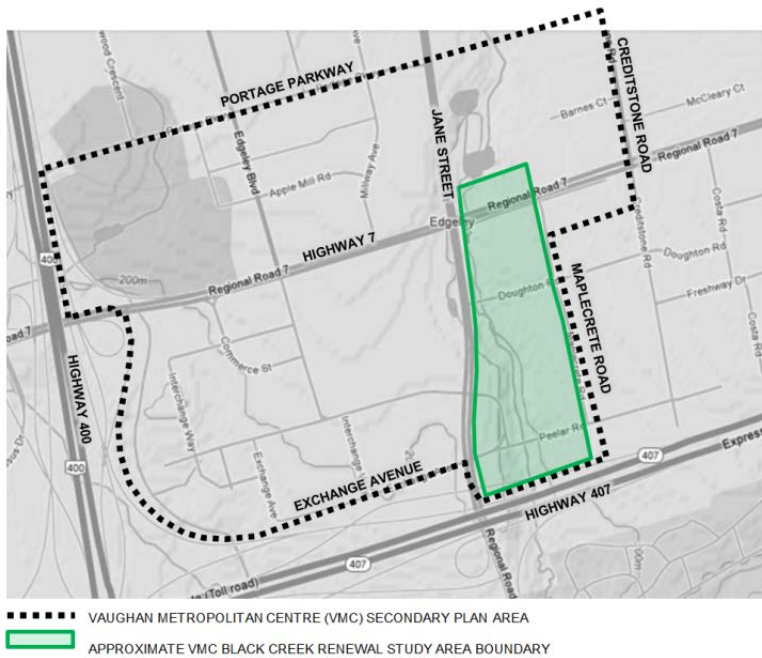 wood Crescent
PORTAGE PARKWAY
CREDITSTONE ROAD
Barnes Ct
McCleary Ct
JANE STREET
Edgeley Blvd
Millway Ave
Apple Mill Rd
Regional Road 7
Edgeley
HIGHWAY 7
Creditstone Rd
Costa Rd
400
200m
Regional Road 7
Doughton Rd
Doughton Rd
Freshway Dr
MAPLECRETE ROAD
oad 7
HIGHWAY 400
Commerce St
Costa Rd
Interchange Way
Peelar Rd
400
Exchange Ave
EXCHANGE AVENUE
407
Express
HIGHWAY 407
407
(Toll road)
Regional Road
VAUGHAN METROPOLITAN CENTRE (VMC) SECONDARY PLAN AREA
APPROXIMATE VMC BLACK CREEK RENEWAL STUDY AREA BOUNDARY